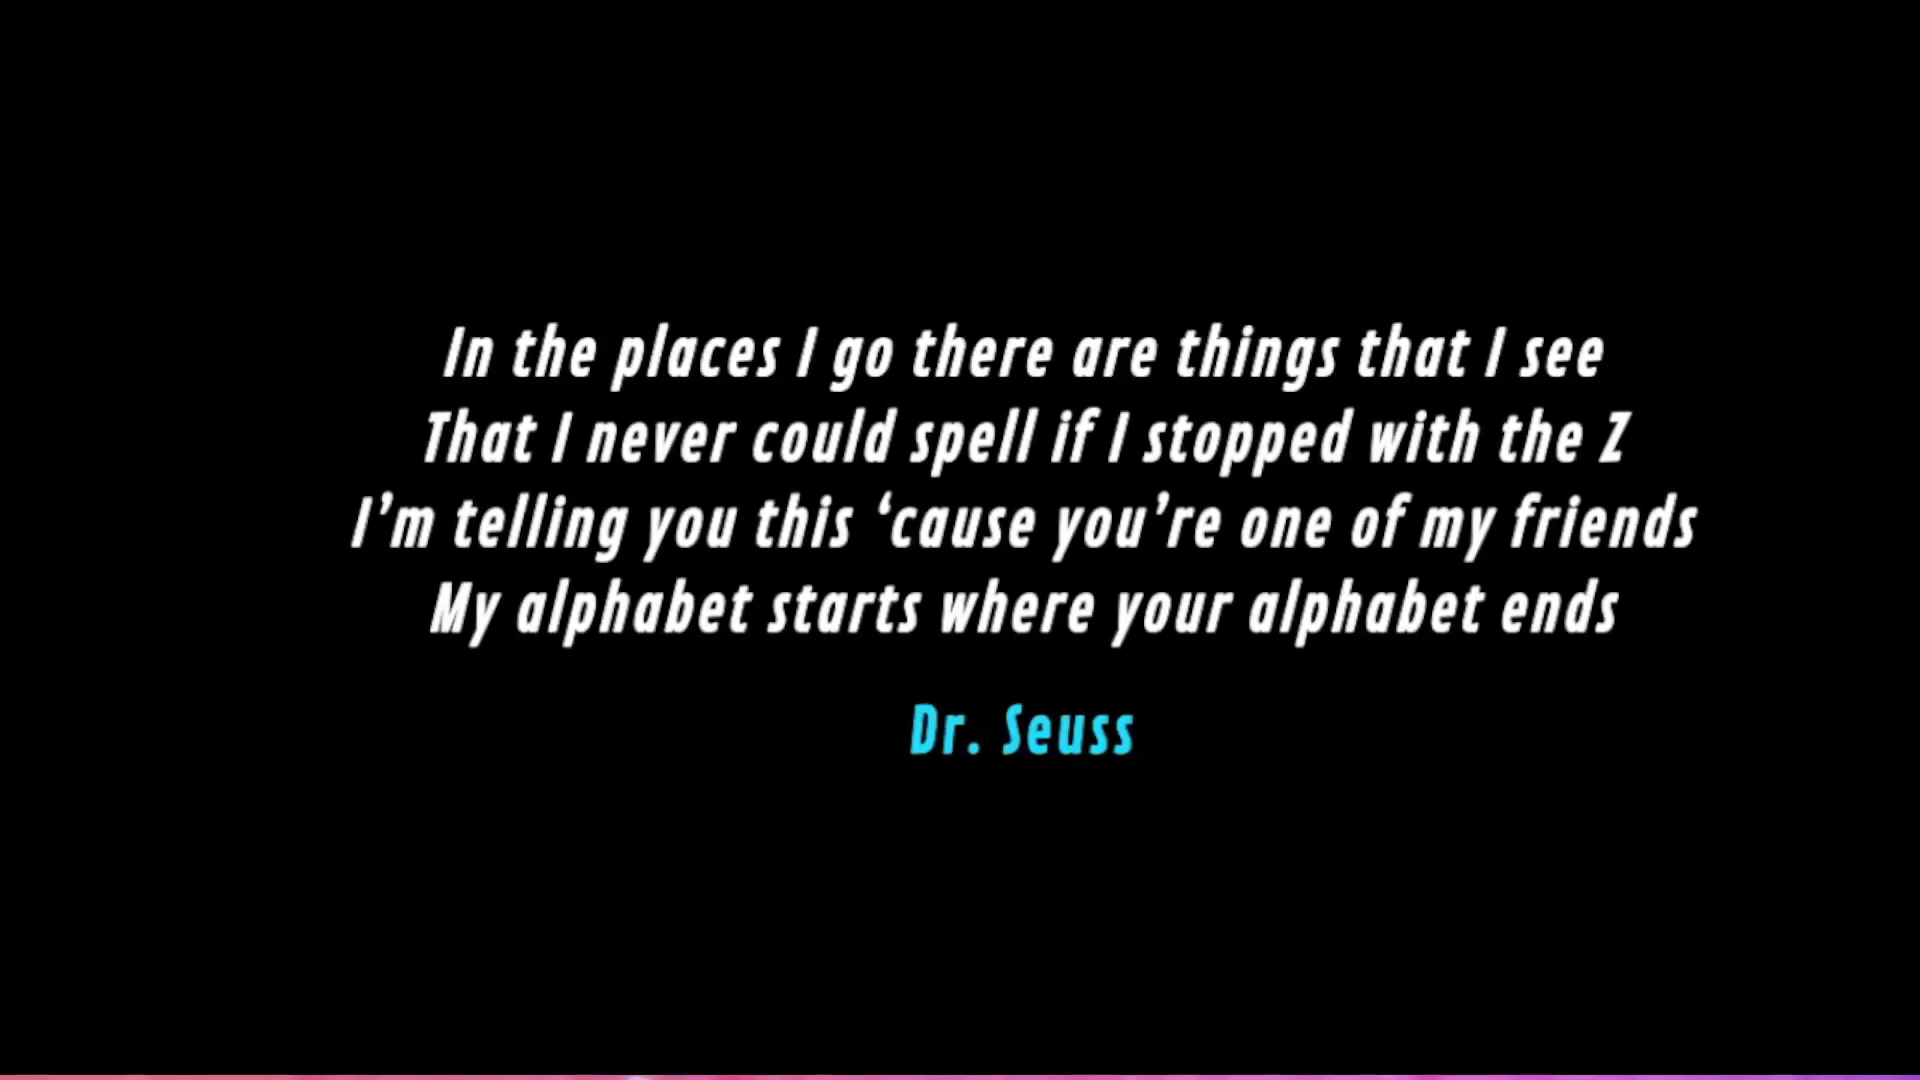 In the places I go there are things that I see
That I never could spell if I stopped with the Z
I’m telling you this ‘cause you’re one of my friends
My alphabet starts where your alphabet ends
Dr. Seuss